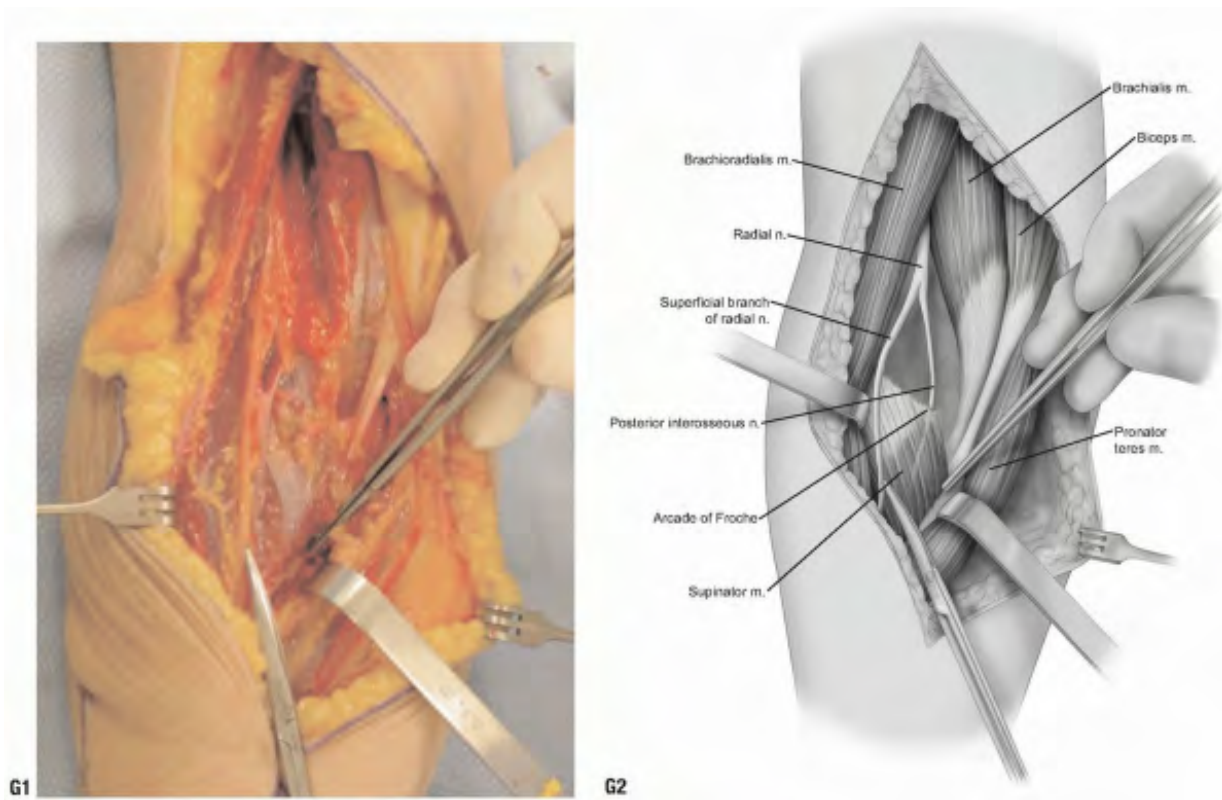 Brachialis m.
Biceps m.
Brachioradialis m.
Radial n.
Superficial branch
of radial n.
Posterior interosseous n.
Pronator
teres m.
Arcade of Froche
Supinator m.
G1
G2